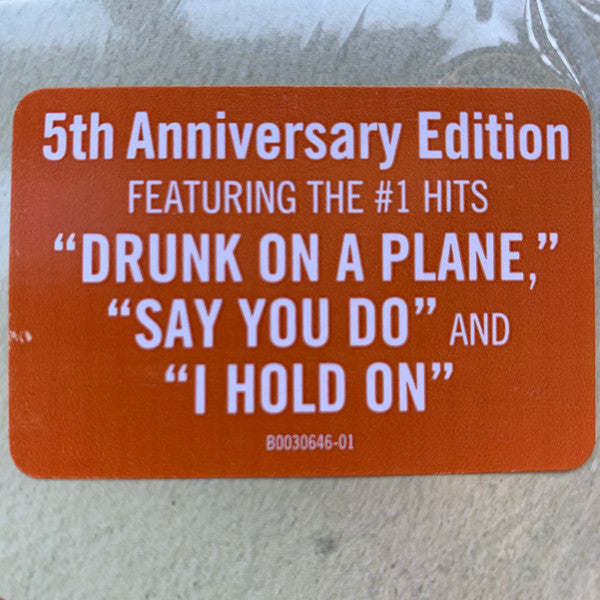 5th Anniversary Edition
FEATURING THE #1 HITS
“DRUNK ON A PLANE,”
“SAY YOU DO” AND
“I HOLD ON”
B0030646-01